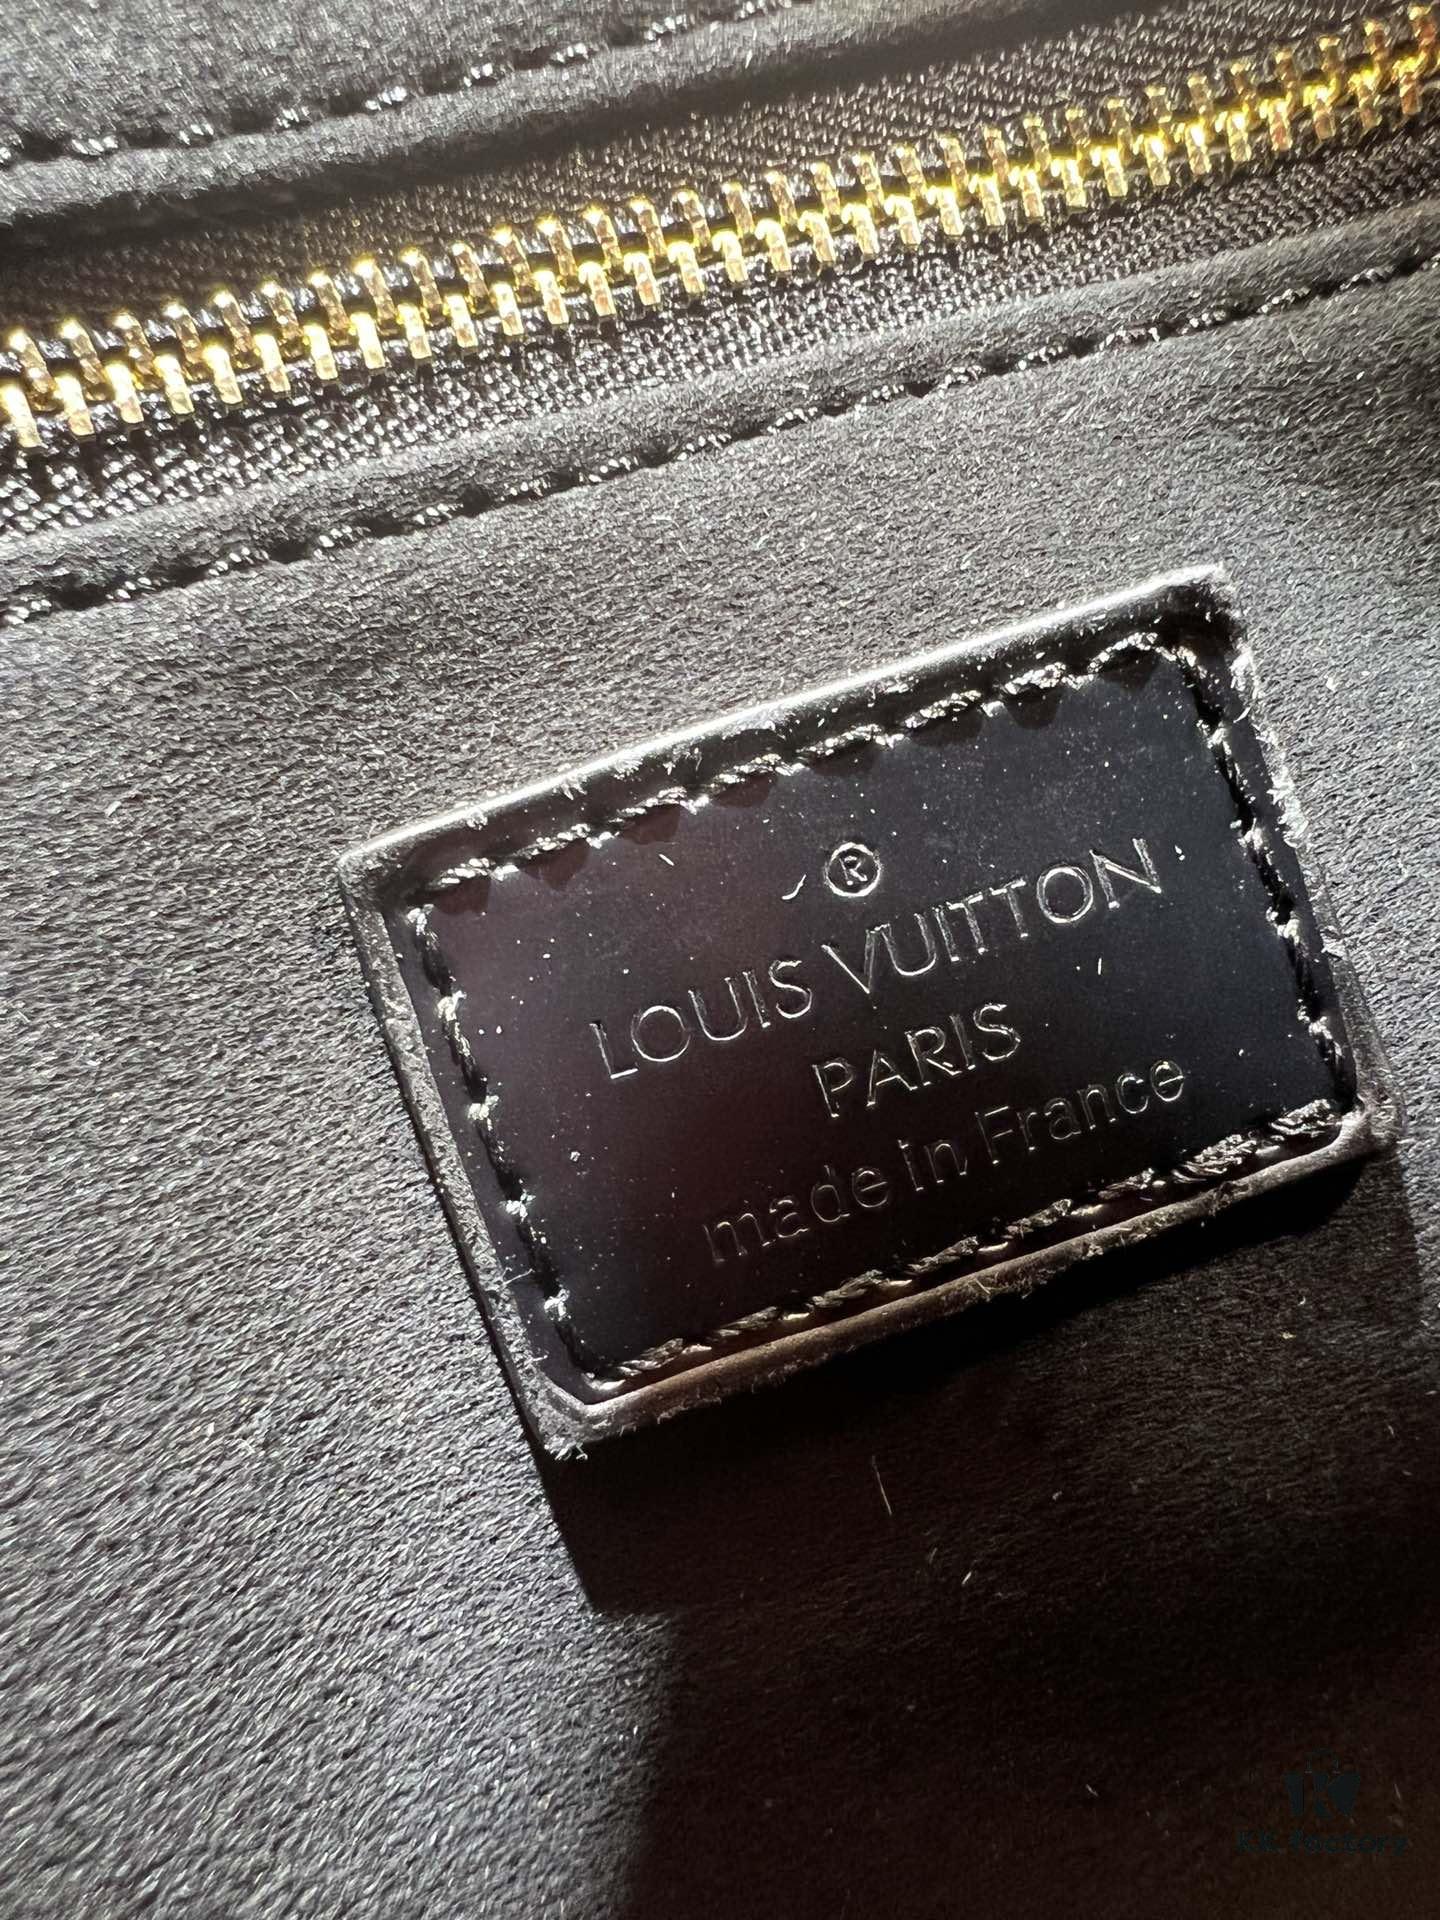 ®
LOUIS VUITTON
PARIS
made in France
KK factory